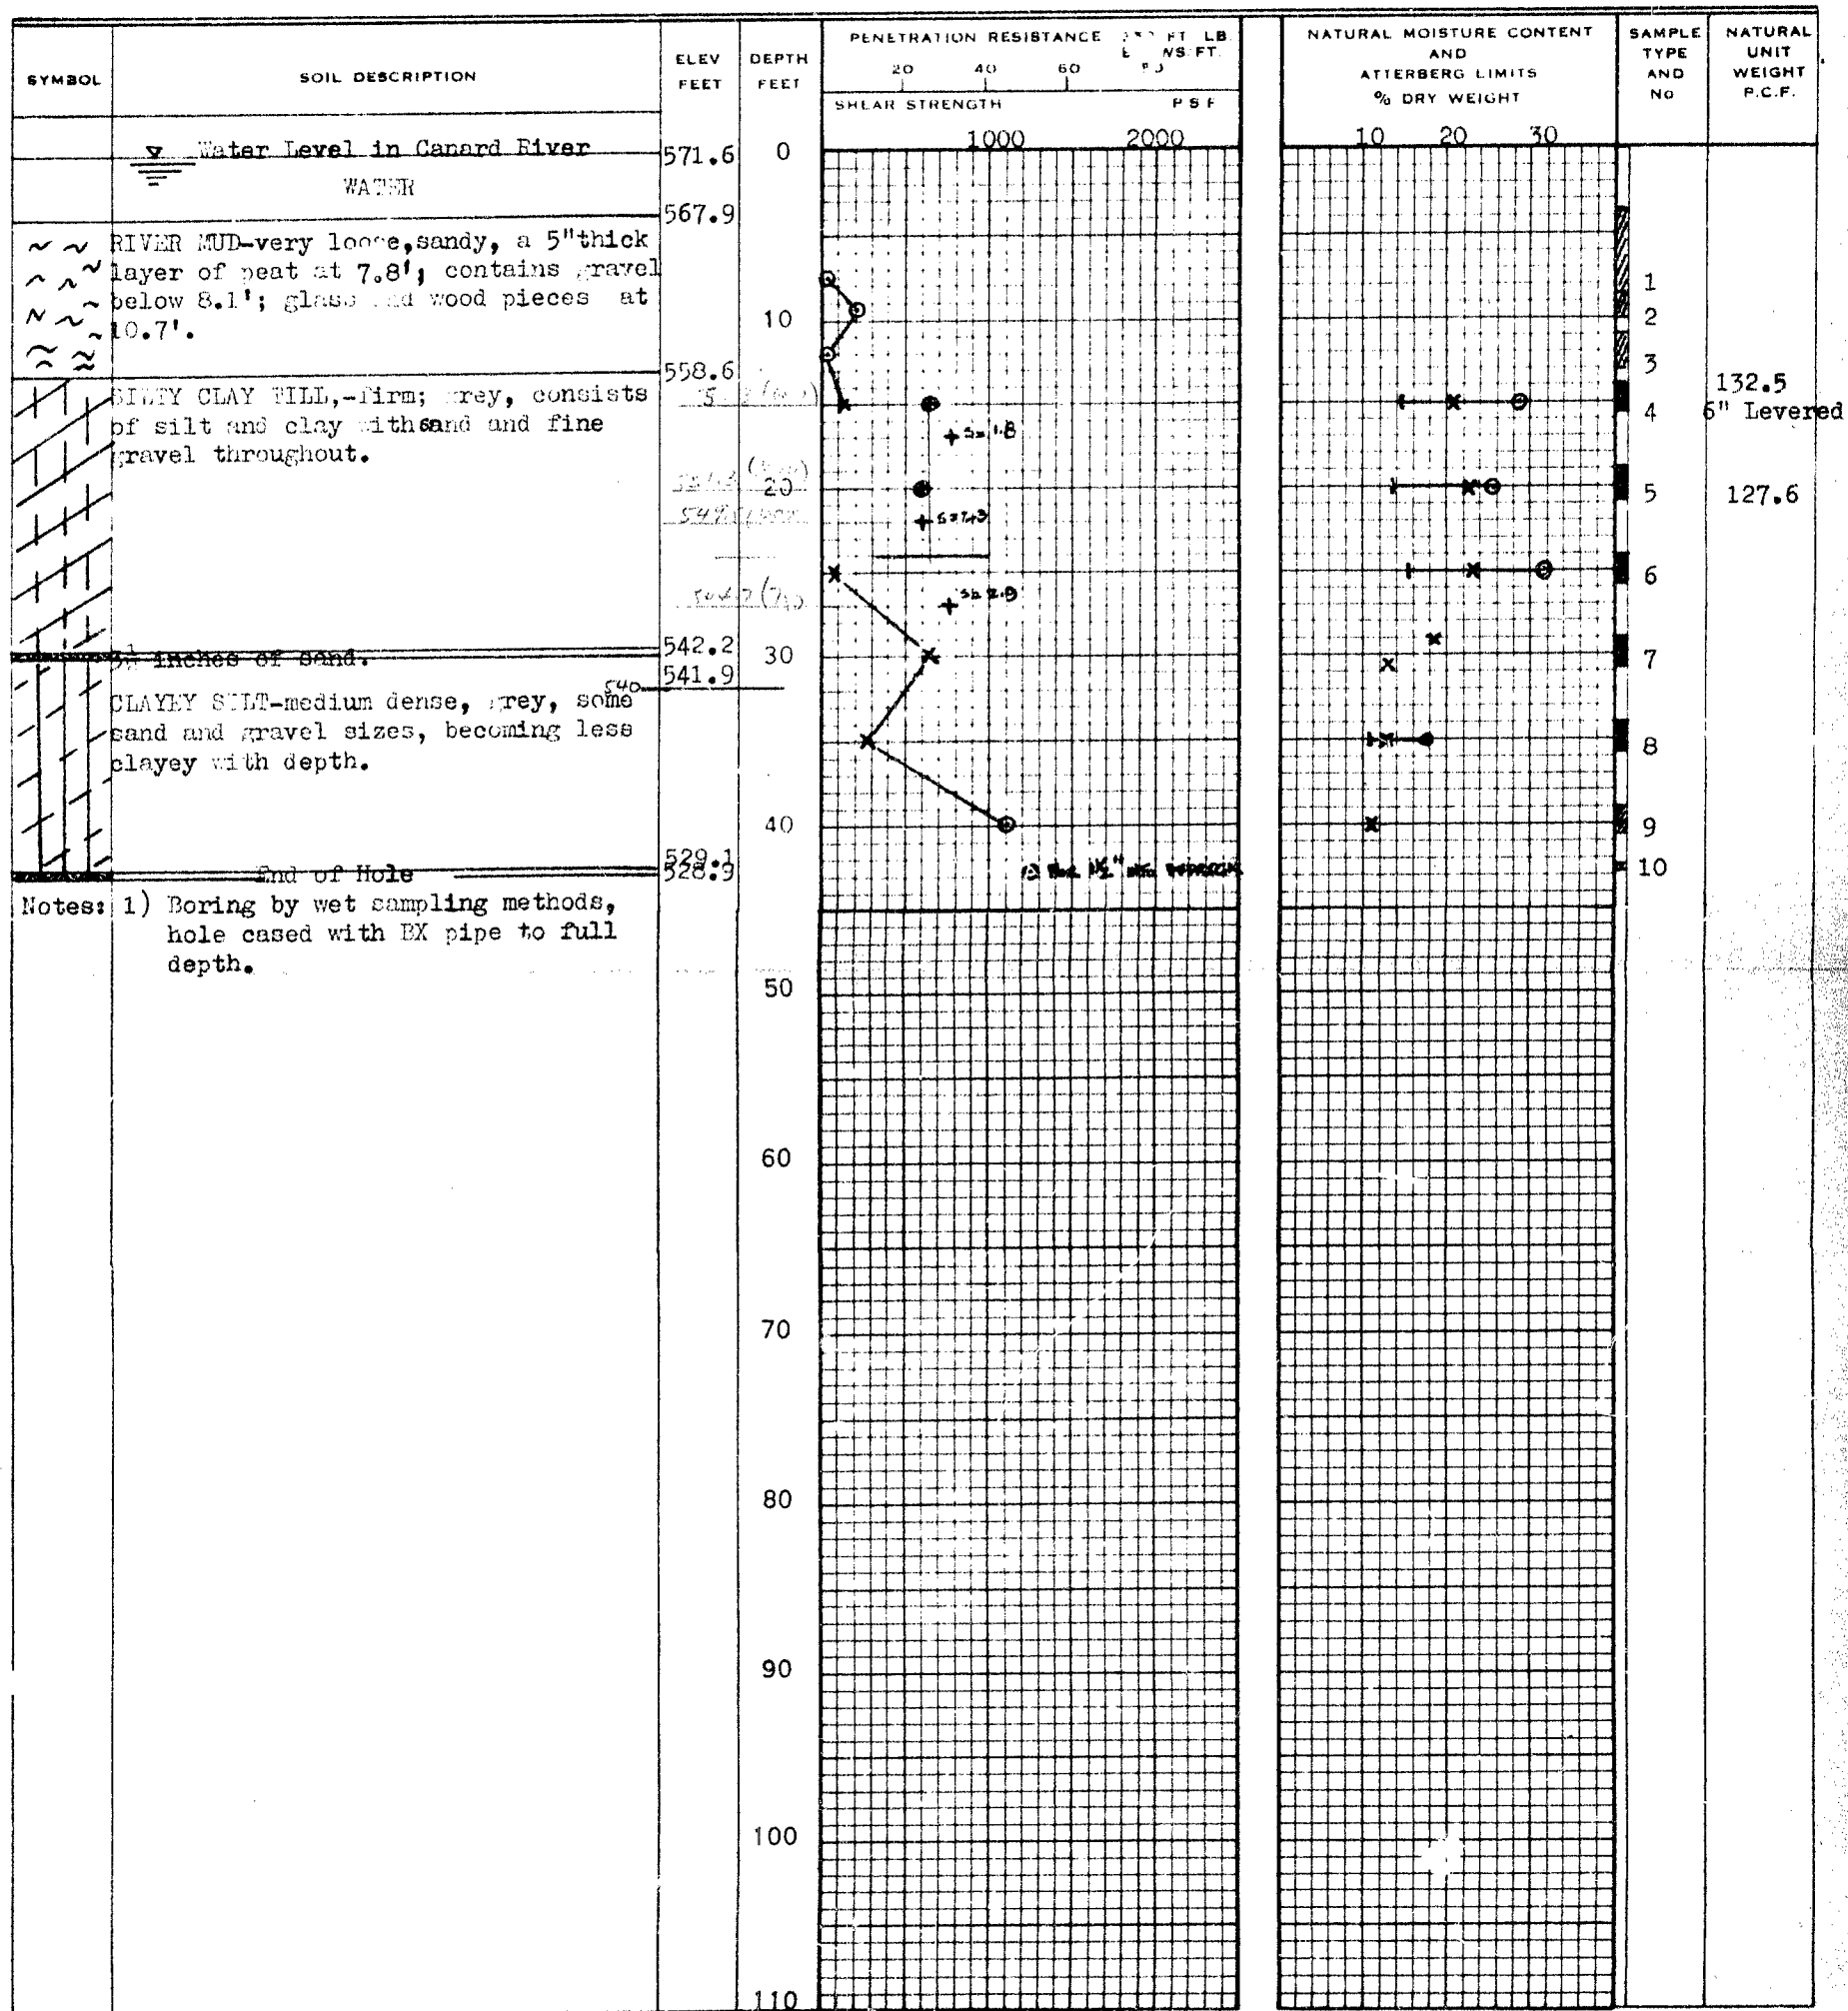 SYMBOL
SOIL DESCRIPTION
ELEV FEET
DEPTH FEET
PENETRATION RESISTANCE FT. LB.
20 40 60
SHEAR STRENGTH P S F
1000 2000
NATURAL MOISTURE CONTENT
AND
ATTERBERG LIMITS
% DRY WEIGHT
10 20 30
SAMPLE TYPE AND No
NATURAL UNIT WEIGHT P.C.F.
Water Level in Canard River
571.6
0
WATER
567.9
RIVER MUD-very loose, sandy, a 5"thick
layer of peat at 7.8'; contains gravel
below 8.1'; glass and wood pieces at
10.7'.
1
10
2
3
558.6
SILTY CLAY TILL,-firm; grey, consists
of silt and clay with sand and fine
gravel throughout.
132.5
4
6" Levered
S= 1.8
20
5
127.6
6
542.2
inches of sand.
30
7
541.9
540
CLAYEY SILT-medium dense, grey, some
sand and gravel sizes, becoming less
clayey with depth.
8
40
9
529.1
End of Hole
528.9
10
Notes: 1) Boring by wet sampling methods,
hole cased with BX pipe to full
depth.
50
60
70
80
90
100
110